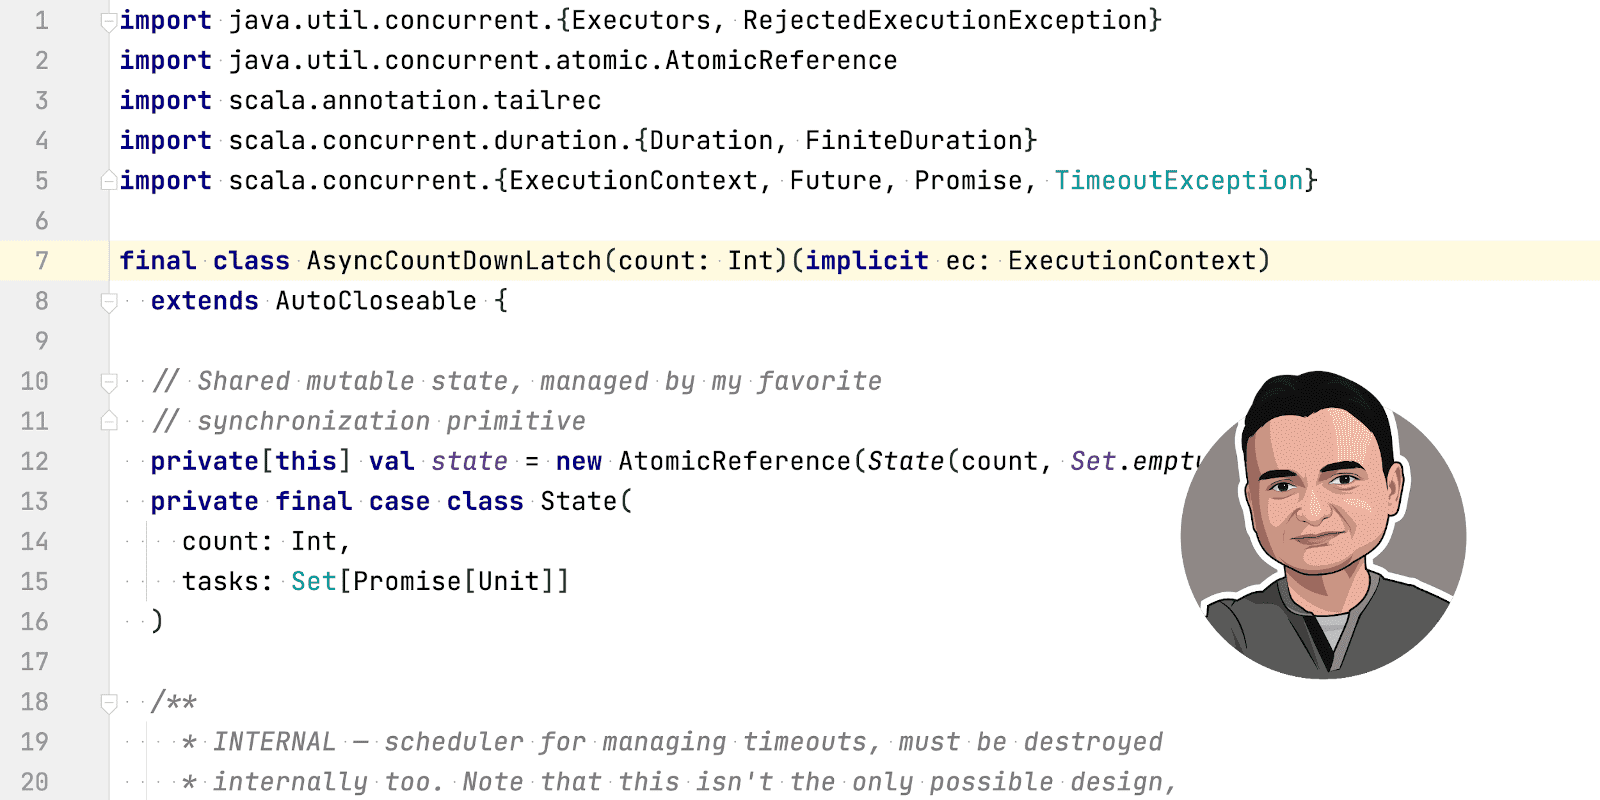 1 import java.util.concurrent.{Executors, RejectedExecutionException}
2 import java.util.concurrent.atomic.AtomicReference
3 import scala.annotation.tailrec
4 import scala.concurrent.duration.{Duration, FiniteDuration}
5 import scala.concurrent.{ExecutionContext, Future, Promise, TimeoutException}
6
7 final class AsyncCountDownLatch(count: Int)(implicit ec: ExecutionContext)
8   extends AutoCloseable {
9
10   // Shared mutable state, managed by my favorite
11   // synchronization primitive
12   private[this] val state = new AtomicReference(State(count, Set.empty
13   private final case class State(
14     count: Int,
15     tasks: Set[Promise[Unit]]
16   )
17
18   /**
19     * INTERNAL — scheduler for managing timeouts, must be destroyed
20     * internally too. Note that this isn't the only possible design,